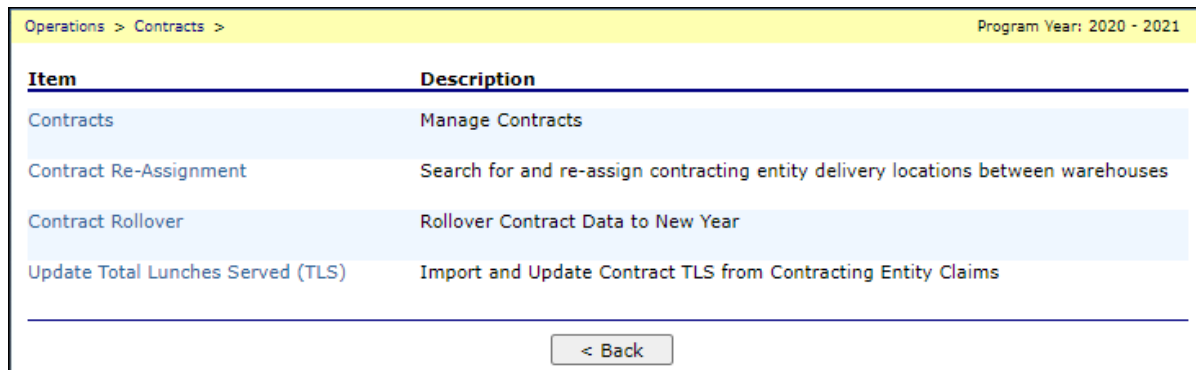 Operations > Contracts > Program Year: 2020 - 2021
Item Description
Contracts Manage Contracts
Contract Re-Assignment Search for and re-assign contracting entity delivery locations between warehouses
Contract Rollover Rollover Contract Data to New Year
Update Total Lunches Served (TLS) Import and Update Contract TLS from Contracting Entity Claims
< Back